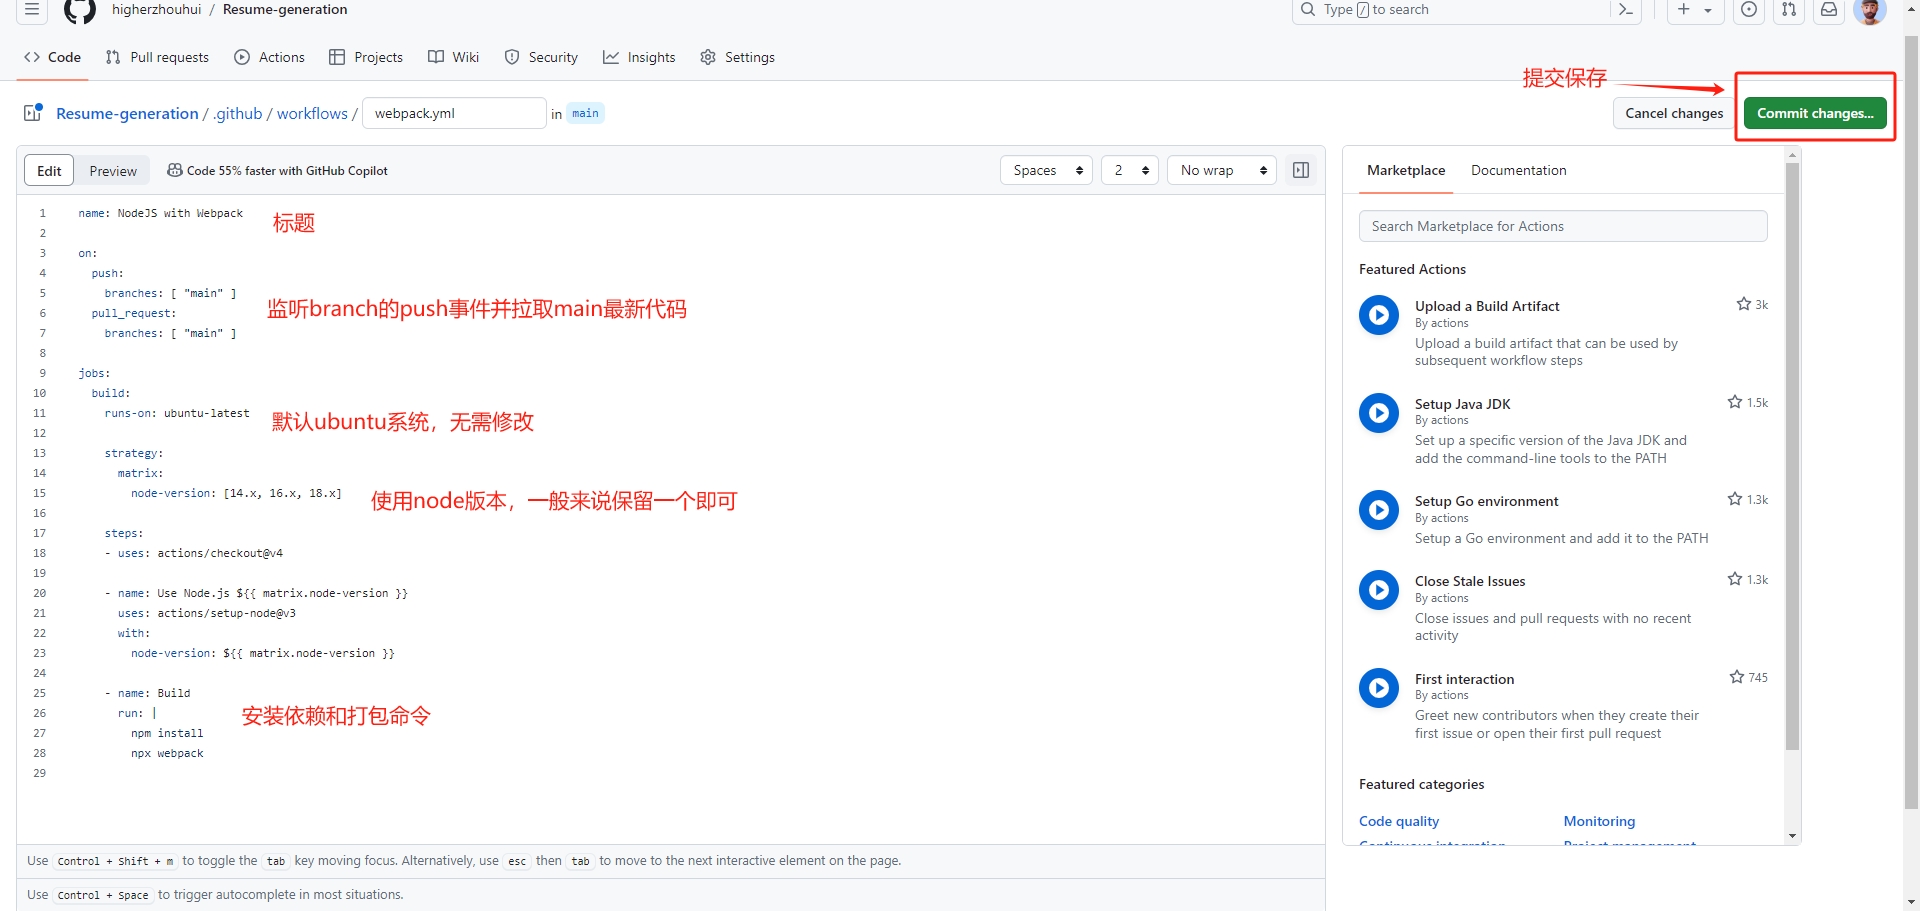 higherzhouhui / Resume-generation
Type / to search
Code Pull requests Actions Projects Wiki Security Insights Settings
提交保存
Resume-generation / .github / workflows / webpack.yml in main
Cancel changes Commit changes...
Edit Preview Code 55% faster with GitHub Copilot
Spaces 2 No wrap
1 name: NodeJS with Webpack
标题
2
3 on:
4 push:
5 branches: [ "main" ]
监听branch的push事件并拉取main最新代码
6 pull_request:
7 branches: [ "main" ]
8
9 jobs:
10 build:
11 runs-on: ubuntu-latest
默认ubuntu系统，无需修改
12
13 strategy:
14 matrix:
15 node-version: [14.x, 16.x, 18.x]
使用node版本，一般来说保留一个即可
16
17 steps:
18 - uses: actions/checkout@v4
19
20 - name: Use Node.js ${{ matrix.node-version }}
21 uses: actions/setup-node@v3
22 with:
23 node-version: ${{ matrix.node-version }}
24
25 - name: Build
26 run: |
安装依赖和打包命令
27 npm install
28 npx webpack
29
Use Control + Shift + m to toggle the tab key moving focus. Alternatively, use esc then tab to move to the next interactive element on the page.
Use Control + Space to trigger autocomplete in most situations.
Marketplace Documentation
Search Marketplace for Actions
Featured Actions
Upload a Build Artifact 3k
By actions
Upload a build artifact that can be used by
subsequent workflow steps
Setup Java JDK 1.5k
By actions
Set up a specific version of the Java JDK and
add the command-line tools to the PATH
Setup Go environment 1.3k
By actions
Setup a Go environment and add it to the PATH
Close Stale Issues 1.3k
By actions
Close issues and pull requests with no recent
activity
First interaction 745
By actions
Greet new contributors when they create their
first issue or open their first pull request
Featured categories
Code quality Monitoring
Continuous integration Project management